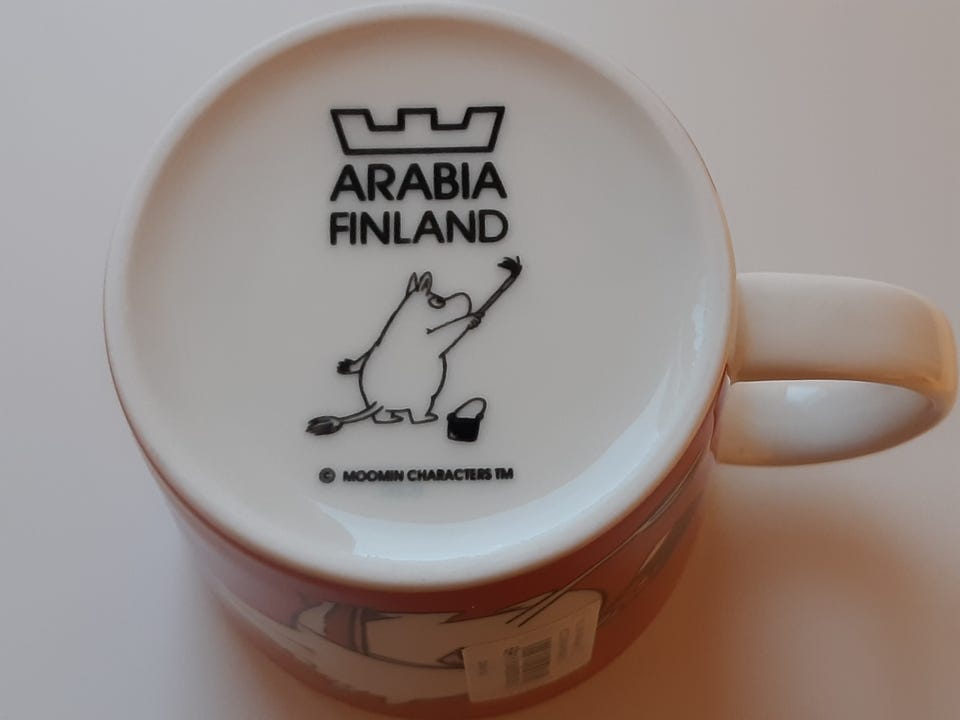 ARABIA
FINLAND
© MOOMIN CHARACTERS TM